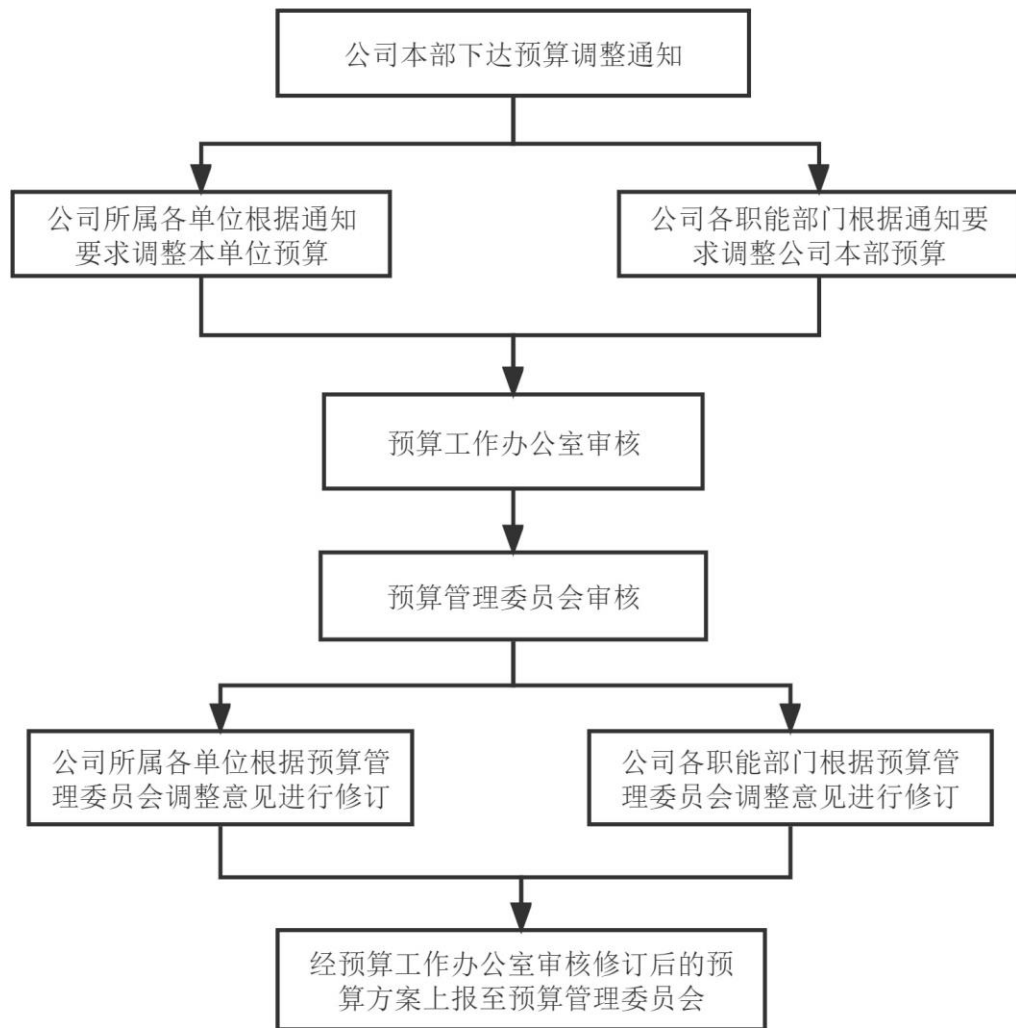 公司本部下达预算调整通知
公司所属各单位根据通知
要求调整本单位预算
公司各职能部门根据通知要
求调整公司本部预算
预算工作办公室审核
预算管理委员会审核
公司所属各单位根据预算管
理委员会调整意见进行修订
公司各职能部门根据预算管
理委员会调整意见进行修订
经预算工作办公室审核修订后的预
算方案上报至预算管理委员会